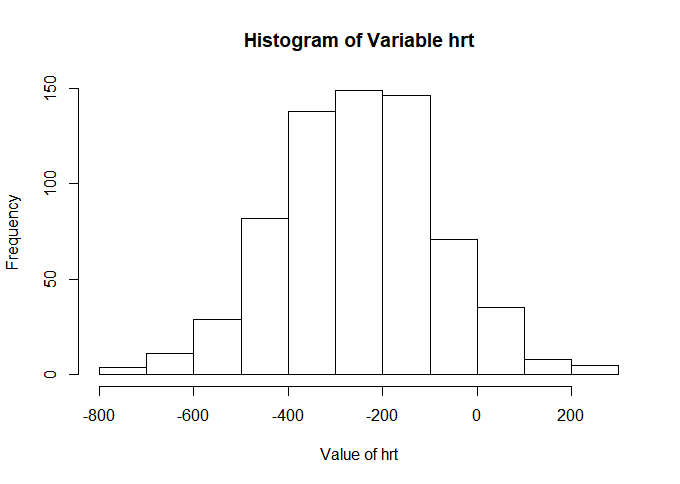 Histogram of Variable hrt
150
100
50
0
Frequency
-800 -600 -400 -200 0 200
Value of hrt